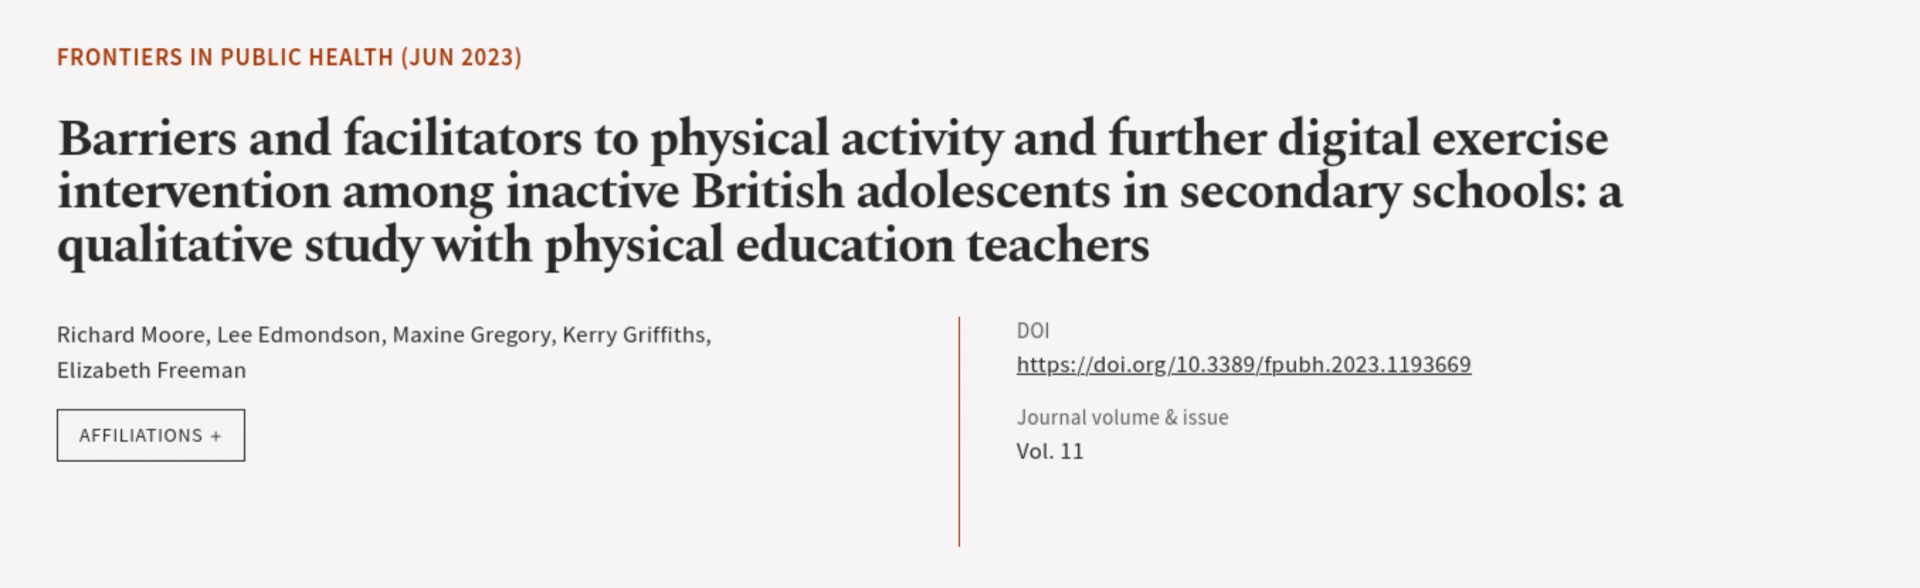 FRONTIERS IN PUBLIC HEALTH (JUN 2023)
Barriers and facilitators to physical activity and further digital exercise
intervention among inactive British adolescents in secondary schools: a
qualitative study with physical education teachers
Richard Moore, Lee Edmondson, Maxine Gregory, Kerry Griffiths,
Elizabeth Freeman
AFFILIATIONS +
DOI
https://doi.org/10.3389/fpubh.2023.1193669
Journal volume & issue
Vol. 11